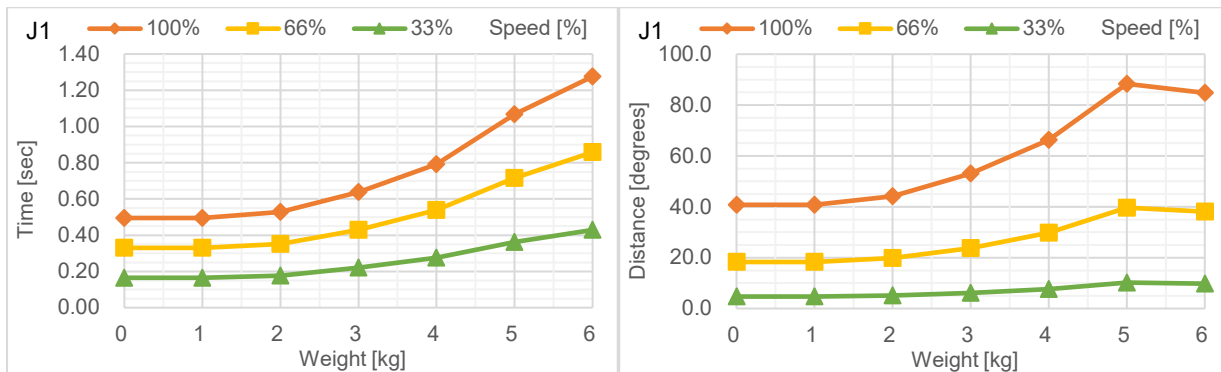 J1 100% 66% 33% Speed [%]
1.40
1.20
1.00
0.80
0.60
0.40
0.20
0.00
Time [sec]
0 1 2 3 4 5 6
Weight [kg]
J1 100% 66% 33% Speed [%]
100.0
80.0
60.0
40.0
20.0
0.0
Distance [degrees]
0 1 2 3 4 5 6
Weight [kg]